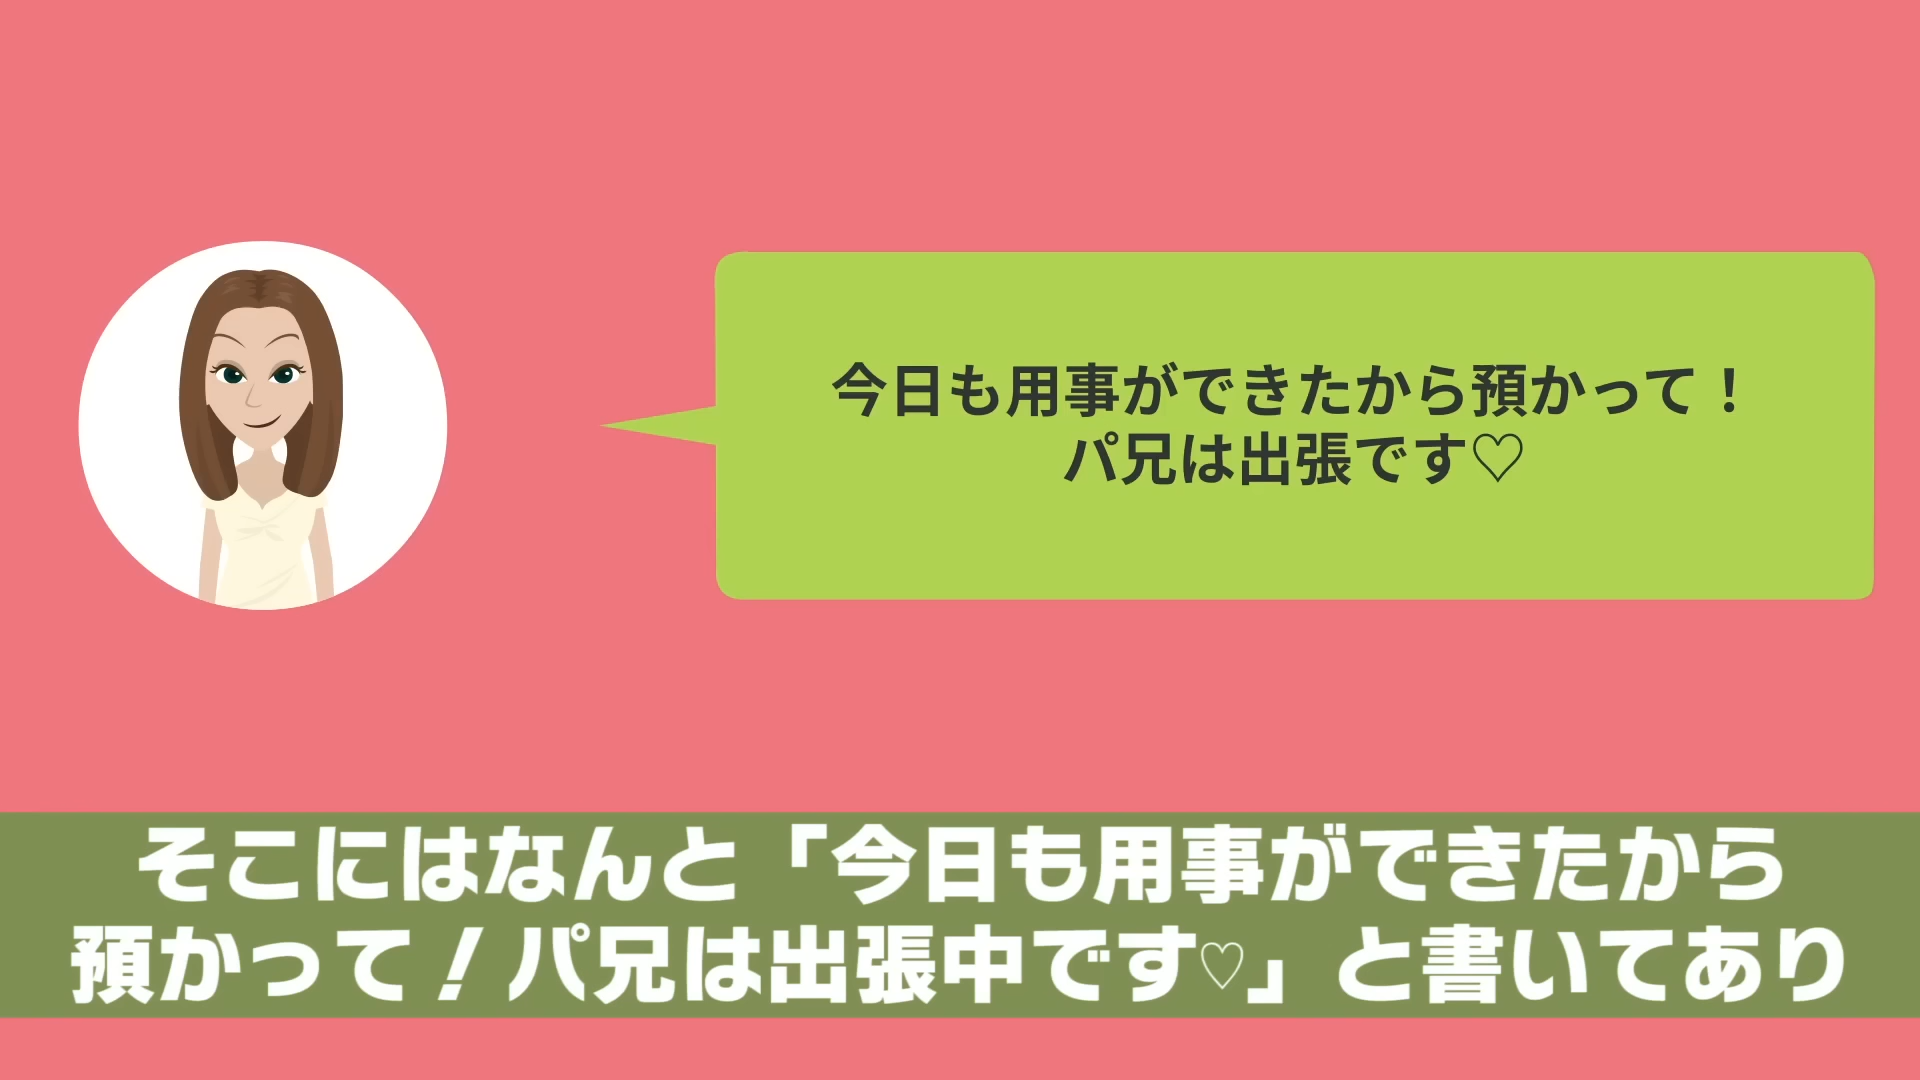 今日も用事ができたから預かって！
パ兄は出張です♡
そこにはなんと「今日も用事ができたから
預かって！パ兄は出張中です♡」と書いてあり